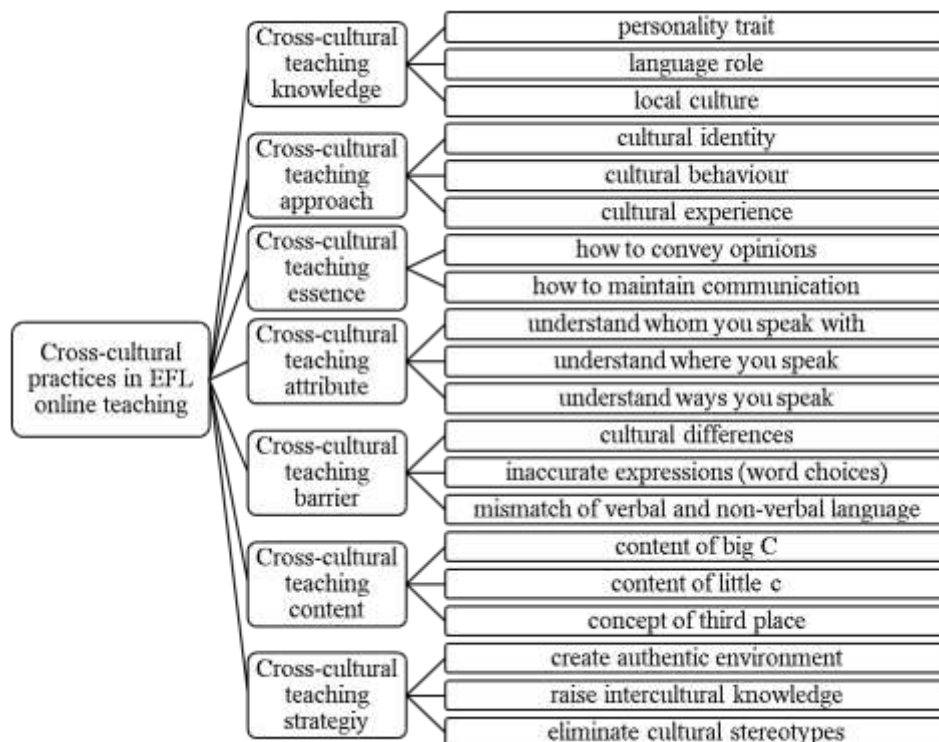 Cross-cultural
practices in EFL
online teaching
Cross-cultural
teaching
knowledge
personality trait
language role
local culture
Cross-cultural
teaching
approach
cultural identity
cultural behaviour
cultural experience
Cross-cultural
teaching
essence
how to convey opinions
how to maintain communication
Cross-cultural
teaching
attribute
understand whom you speak with
understand where you speak
understand ways you speak
Cross-cultural
teaching
barrier
cultural differences
inaccurate expressions (word choices)
mismatch of verbal and non-verbal language
Cross-cultural
teaching
content
content of big C
content of little c
concept of third place
Cross-cultural
teaching
strategiy
create authentic environment
raise intercultural knowledge
eliminate cultural stereotypes